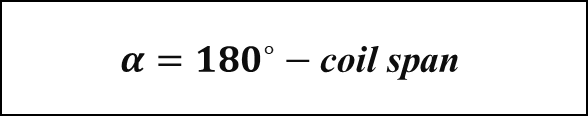 α = 180° − coil span